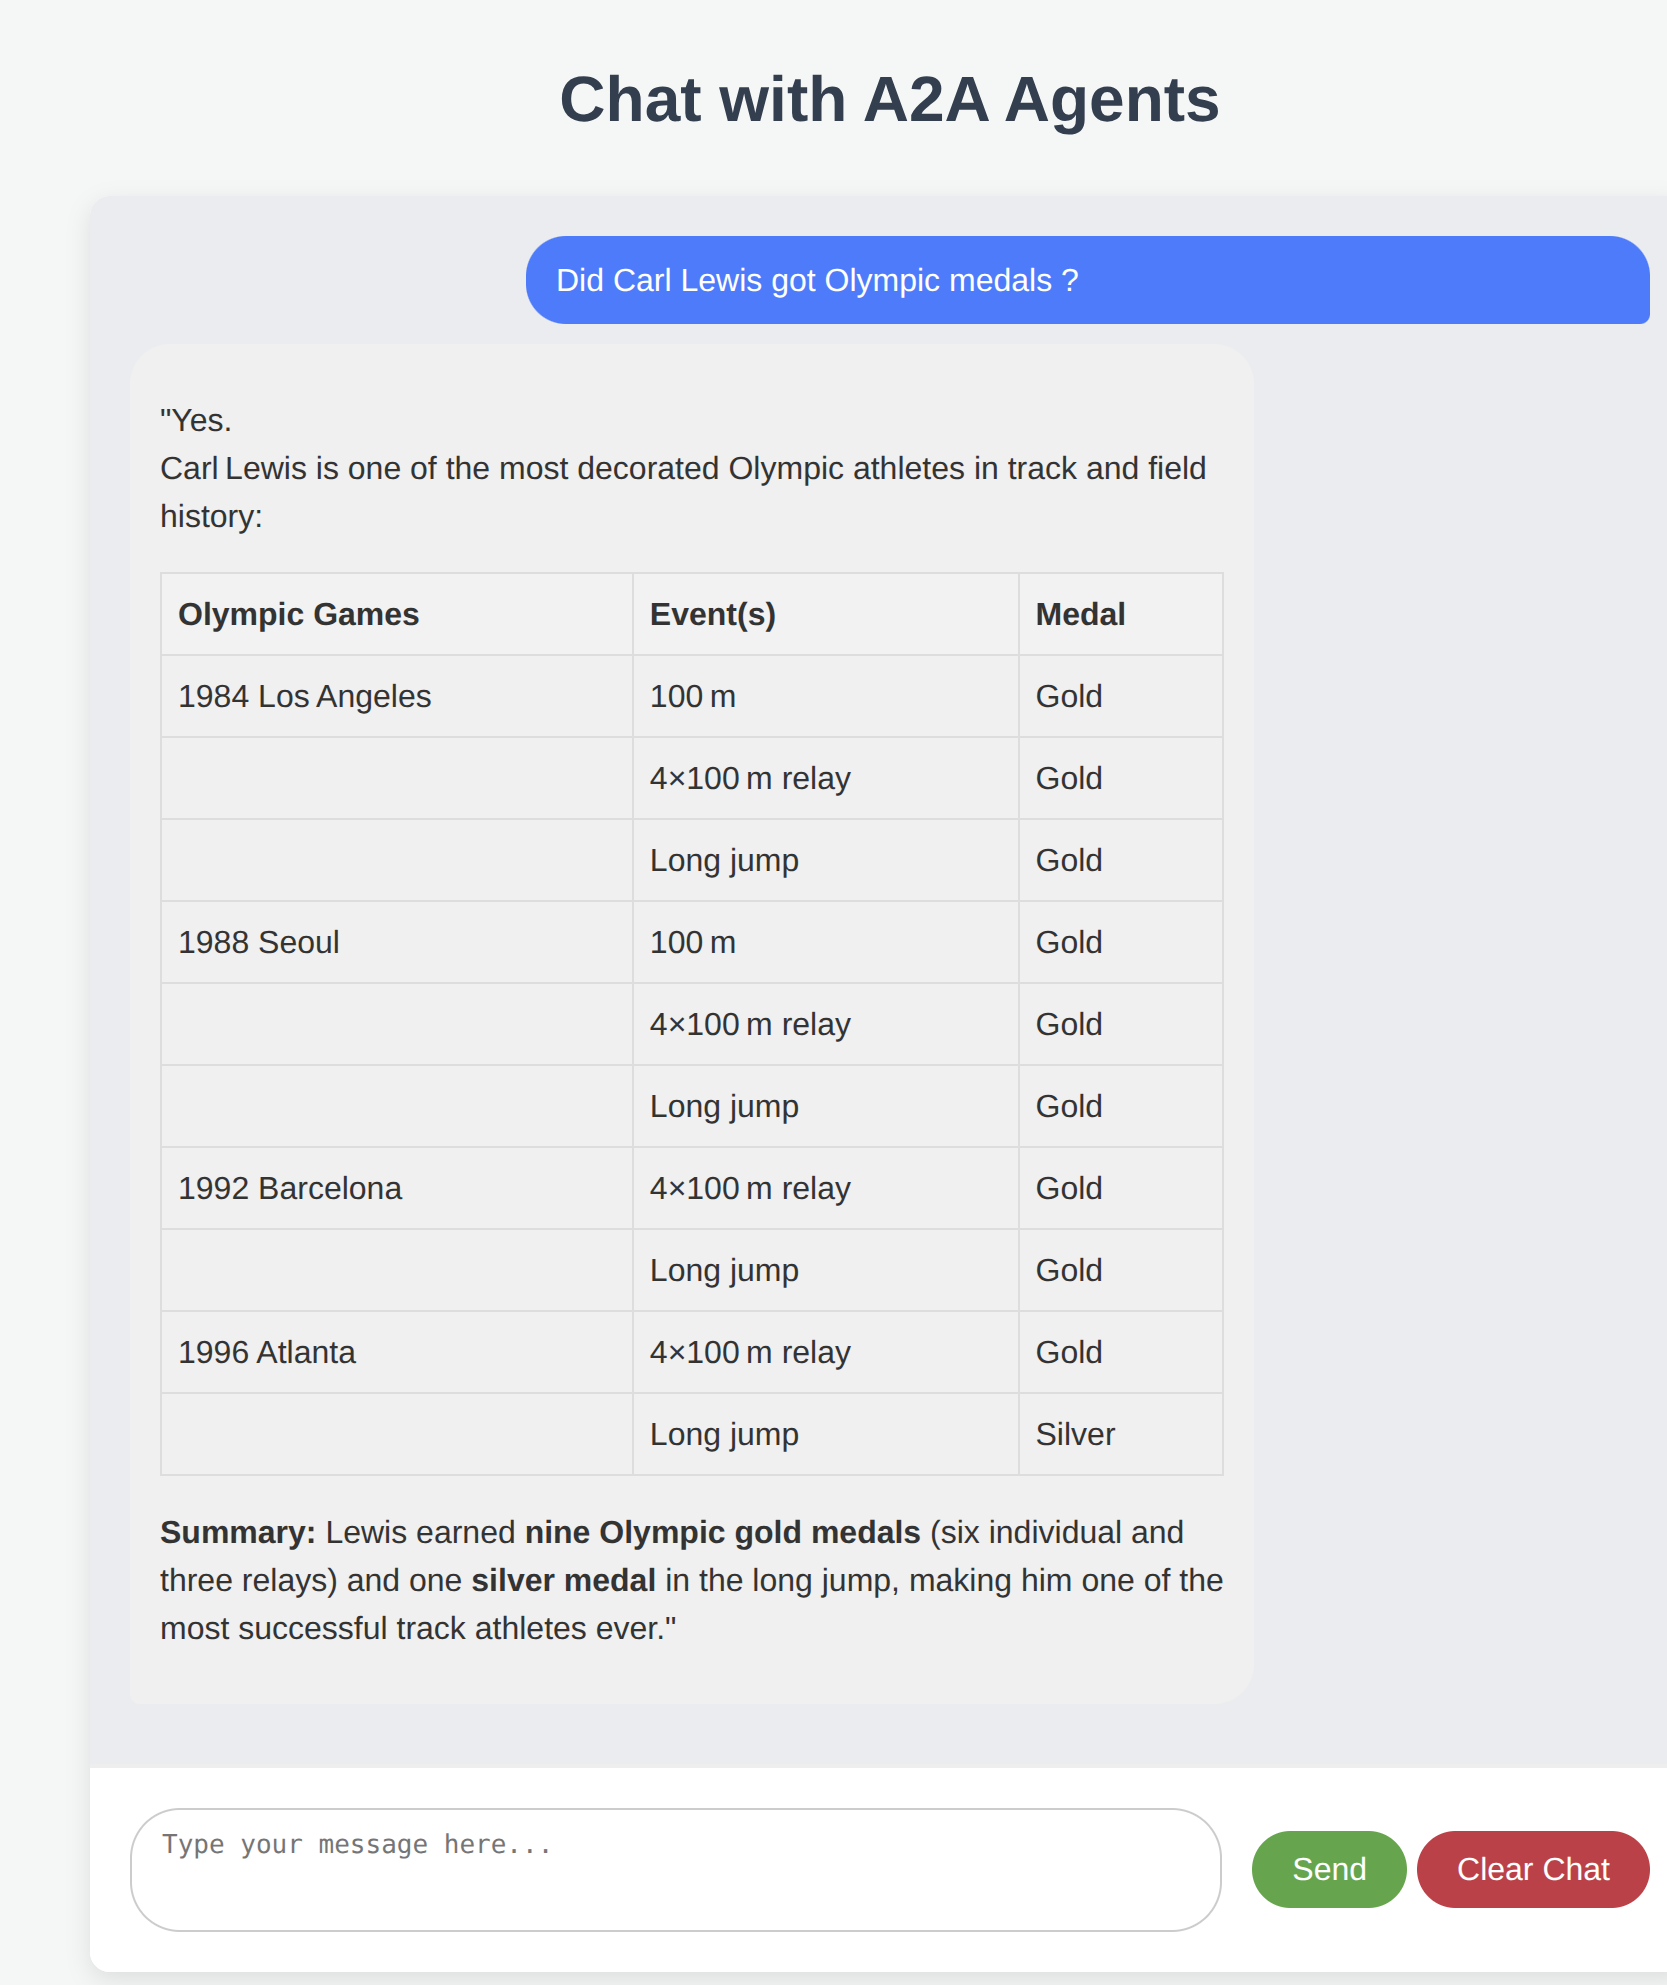 Chat with A2A Agents
Did Carl Lewis got Olympic medals ?
"Yes.
Carl Lewis is one of the most decorated Olympic athletes in track and field
history:
Olympic Games Event(s) Medal
1984 Los Angeles 100 m Gold
4×100 m relay Gold
Long jump Gold
1988 Seoul 100 m Gold
4×100 m relay Gold
Long jump Gold
1992 Barcelona 4×100 m relay Gold
Long jump Gold
1996 Atlanta 4×100 m relay Gold
Long jump Silver
Summary: Lewis earned nine Olympic gold medals (six individual and
three relays) and one silver medal in the long jump, making him one of the
most successful track athletes ever."
Type your message here...
Send
Clear Chat